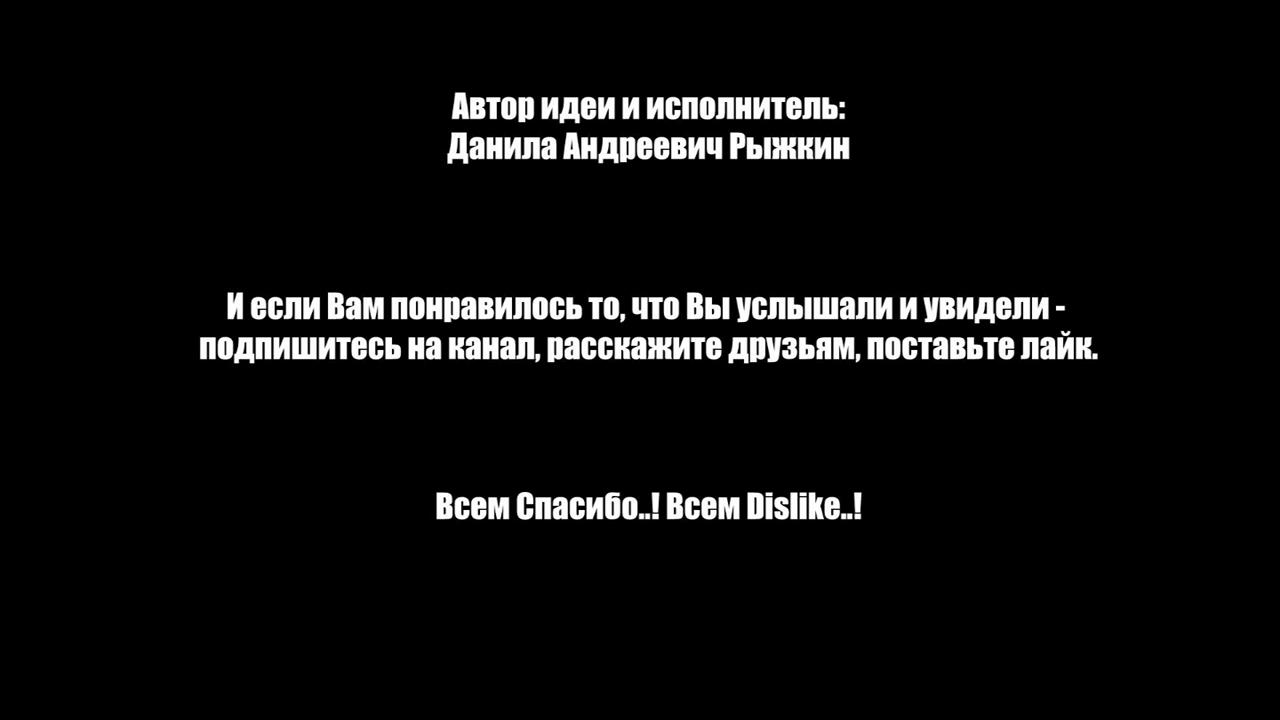 Автор идеи и исполнитель:
Данила Андреевич Рыжкин
И если Вам понравилось то, что Вы услышали и увидели -
подпишитесь на канал, расскажите друзьям, поставьте лайк.
Всем Спасибо..! Всем Dislike..!